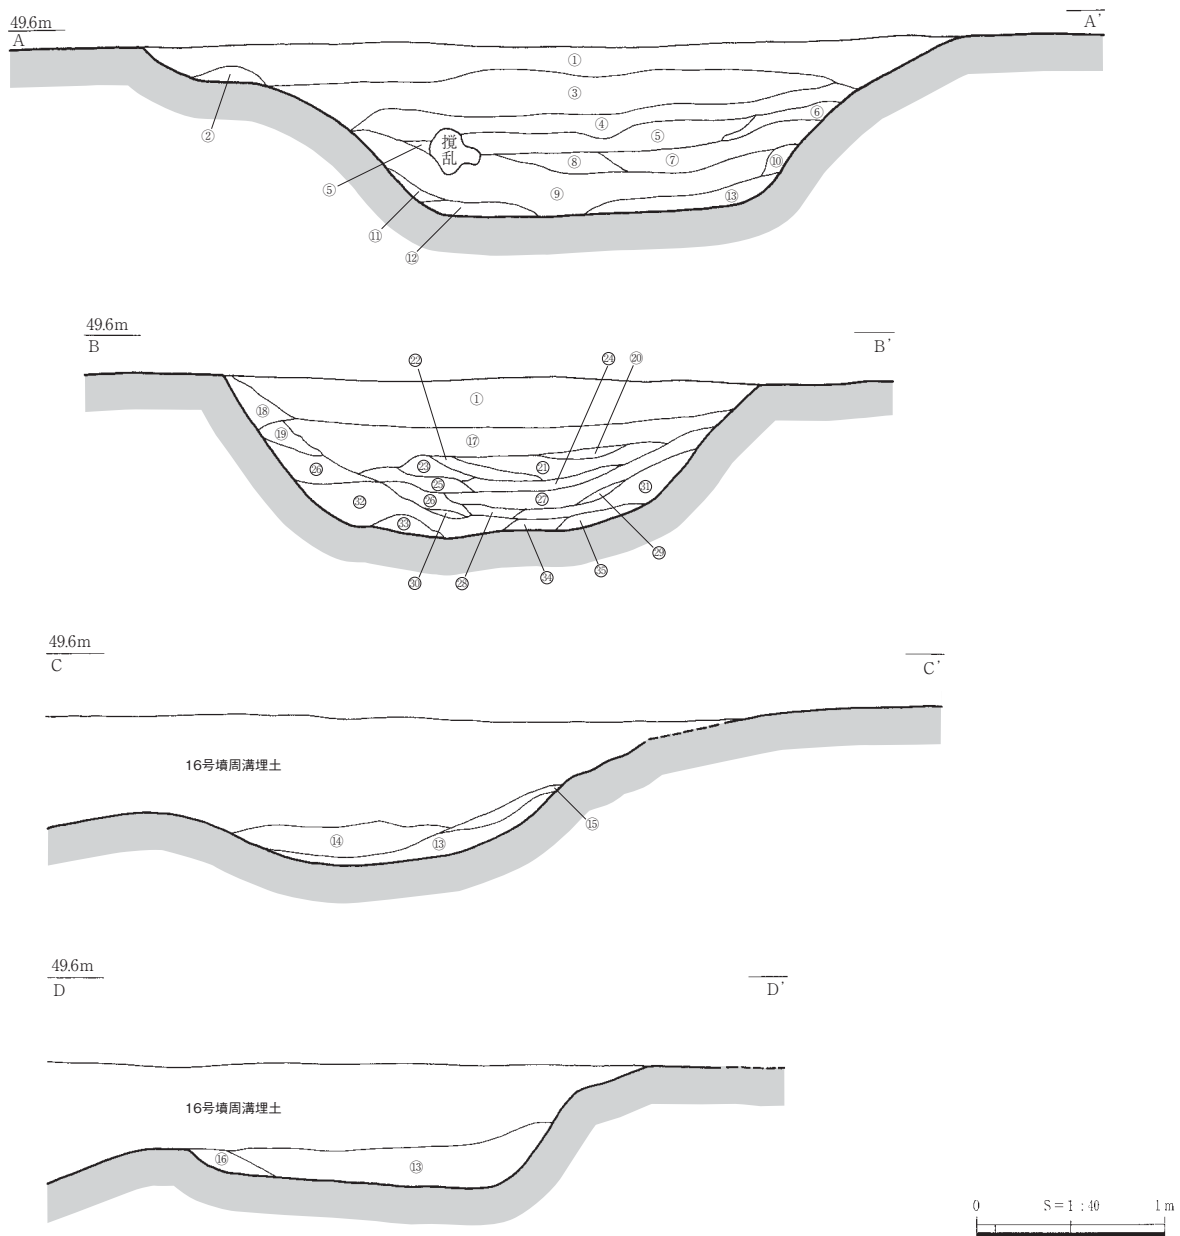 49.6m
A
A'
①
③
②
④
⑥
撹乱
⑤
⑧
⑦
⑩
⑤
⑨
⑬
⑪
⑫
49.6m
B
B'
㉒
㉔
⑳
①
⑱
⑲
⑰
㉖
㉓
㉑
㉕
㉛
㉜
㉖
㉗
㉝
㉙
㉚
㉘
㉞
㉟
49.6m
C
C'
16号墳周溝埋土
⑮
⑭
⑬
49.6m
D
D'
16号墳周溝埋土
⑯
⑬
0
S=1:40
1m